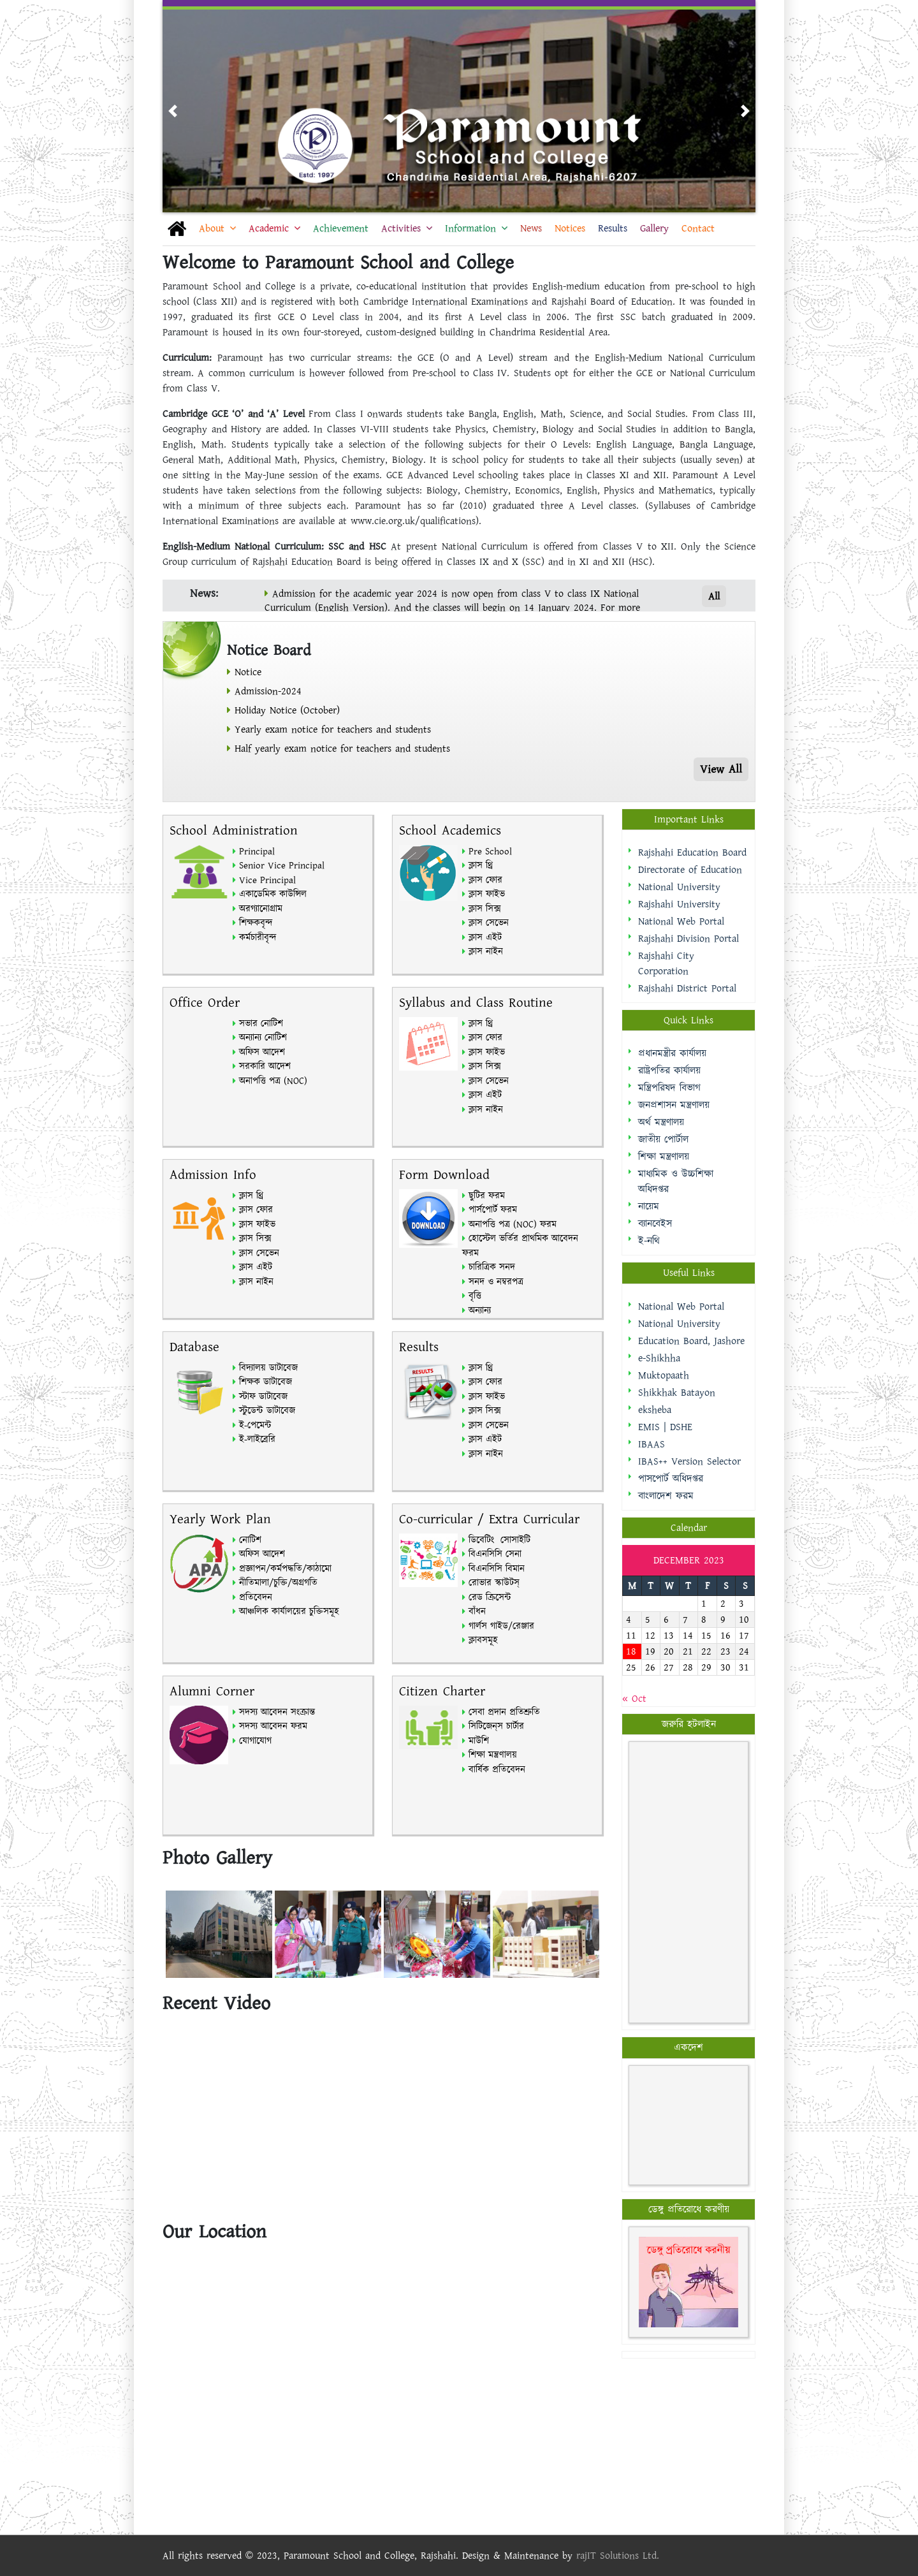 Paramount
School and College
Chandrima Residential Area, Rajshahi-6207
Estd: 1997
About Academic Achievement Activities Information News Notices Results Gallery Contact
Welcome to Paramount School and College
Paramount School and College is a private, co-educational institution that provides English-medium education from pre-school to high
school (Class XII) and is registered with both Cambridge International Examinations and Rajshahi Board of Education. It was founded in
1997, graduated its first GCE O Level class in 2004, and its first A Level class in 2006. The first SSC batch graduated in 2009.
Paramount is housed in its own four-storeyed, custom-designed building in Chandrima Residential Area.
Curriculum: Paramount has two curricular streams: the GCE (O and A Level) stream and the English-Medium National Curriculum
stream. A common curriculum is however followed from Pre-school to Class IV. Students opt for either the GCE or National Curriculum
from Class V.
Cambridge GCE ‘O’ and ‘A’ Level From Class I onwards students take Bangla, English, Math, Science, and Social Studies. From Class III,
Geography and History are added. In Classes VI-VIII students take Physics, Chemistry, Biology and Social Studies in addition to Bangla,
English, Math. Students typically take a selection of the following subjects for their O Levels: English Language, Bangla Language,
General Math, Additional Math, Physics, Chemistry, Biology. It is school policy for students to take all their subjects (usually seven) at
one sitting in the May-June session of the exams. GCE Advanced Level schooling takes place in Classes XI and XII. Paramount A Level
students have taken selections from the following subjects: Biology, Chemistry, Economics, English, Physics and Mathematics, typically
with a minimum of three subjects each. Paramount has so far (2010) graduated three A Level classes. (Syllabuses of Cambridge
International Examinations are available at www.cie.org.uk/qualifications).
English-Medium National Curriculum: SSC and HSC At present National Curriculum is offered from Classes V to XII. Only the Science
Group curriculum of Rajshahi Education Board is being offered in Classes IX and X (SSC) and in XI and XII (HSC).
News:
Admission for the academic year 2024 is now open from class V to class IX National
Curriculum (English Version). And the classes will begin on 14 January 2024. For more
All
Notice Board
Notice
Admission-2024
Holiday Notice (October)
Yearly exam notice for teachers and students
Half yearly exam notice for teachers and students
View All
School Administration
Principal
Senior Vice Principal
Vice Principal
একাডেমিক কাউন্সিল
অরগ্যানোগ্রাম
শিক্ষকবৃন্দ
কর্মচারীবৃন্দ
School Academics
Pre School
ক্লাস থ্রি
ক্লাস ফোর
ক্লাস ফাইভ
ক্লাস সিক্স
ক্লাস সেভেন
ক্লাস এইট
ক্লাস নাইন
Office Order
সভার নোটিশ
অন্যান্য নোটিশ
অফিস আদেশ
সরকারি আদেশ
অনাপত্তি পত্র (NOC)
Syllabus and Class Routine
ক্লাস থ্রি
ক্লাস ফোর
ক্লাস ফাইভ
ক্লাস সিক্স
ক্লাস সেভেন
ক্লাস এইট
ক্লাস নাইন
Admission Info
ক্লাস থ্রি
ক্লাস ফোর
ক্লাস ফাইভ
ক্লাস সিক্স
ক্লাস সেভেন
ক্লাস এইট
ক্লাস নাইন
Form Download
DOWNLOAD
ছুটির ফরম
পার্সপোর্ট ফরম
অনাপত্তি পত্র (NOC) ফরম
হোস্টেল ভর্তির প্রাথমিক আবেদন
ফরম
চারিত্রিক সনদ
সনদ ও নম্বরপত্র
বৃত্তি
অন্যান্য
Database
বিদ্যালয় ডাটাবেজ
শিক্ষক ডাটাবেজ
স্টাফ ডাটাবেজ
স্টুডেন্ট ডাটাবেজ
ই-পেমেন্ট
ই-লাইব্রেরি
Results
RESULTS
ক্লাস থ্রি
ক্লাস ফোর
ক্লাস ফাইভ
ক্লাস সিক্স
ক্লাস সেভেন
ক্লাস এইট
ক্লাস নাইন
Yearly Work Plan
APA
নোটিশ
অফিস আদেশ
প্রজ্ঞাপন/কর্মপদ্ধতি/কাঠামো
নীতিমালা/চুক্তি/অগ্রগতি
প্রতিবেদন
আঞ্চলিক কার্যালয়ের চুক্তিসমূহ
Co-curricular / Extra Curricular
ডিবেটিং সোসাইটি
বিএনসিসি সেনা
বিএনসিসি বিমান
রোভার স্কাউটস্
রেড ক্রিসেন্ট
বাঁধন
গার্লস গাইড/রেঞ্জার
ক্লাবসমূহ
Alumni Corner
সদস্য আবেদন সংক্রান্ত
সদস্য আবেদন ফরম
যোগাযোগ
Citizen Charter
সেবা প্রদান প্রতিশ্রুতি
সিটিজেন্স চার্টার
মাউশি
শিক্ষা মন্ত্রণালয়
বার্ষিক প্রতিবেদন
Photo Gallery
Recent Video
Our Location
Important Links
Rajshahi Education Board
Directorate of Education
National University
Rajshahi University
National Web Portal
Rajshahi Division Portal
Rajshahi City
Corporation
Rajshahi District Portal
Quick Links
প্রধানমন্ত্রীর কার্যালয়
রাষ্ট্রপতির কার্যালয়
মন্ত্রিপরিষদ বিভাগ
জনপ্রশাসন মন্ত্রণালয়
অর্থ মন্ত্রণালয়
জাতীয় পোর্টাল
শিক্ষা মন্ত্রণালয়
মাধ্যমিক ও উচ্চশিক্ষা
অধিদপ্তর
নায়েম
ব্যানবেইস
ই-নথি
Useful Links
National Web Portal
National University
Education Board, Jashore
e-Shikhha
Muktopaath
Shikkhak Batayon
eksheba
EMIS | DSHE
IBAAS
IBAS++ Version Selector
পাসপোর্ট অধিদপ্তর
বাংলাদেশ ফরম
Calendar
DECEMBER 2023
M T W T F S S
1 2 3
4 5 6 7 8 9 10
11 12 13 14 15 16 17
18 19 20 21 22 23 24
25 26 27 28 29 30 31
« Oct
জরুরি হটলাইন
একদেশ
ডেঙ্গু প্রতিরোধে করণীয়
ডেঙ্গু প্রতিরোধে করনীয়
All rights reserved © 2023, Paramount School and College, Rajshahi. Design & Maintenance by rajIT Solutions Ltd.